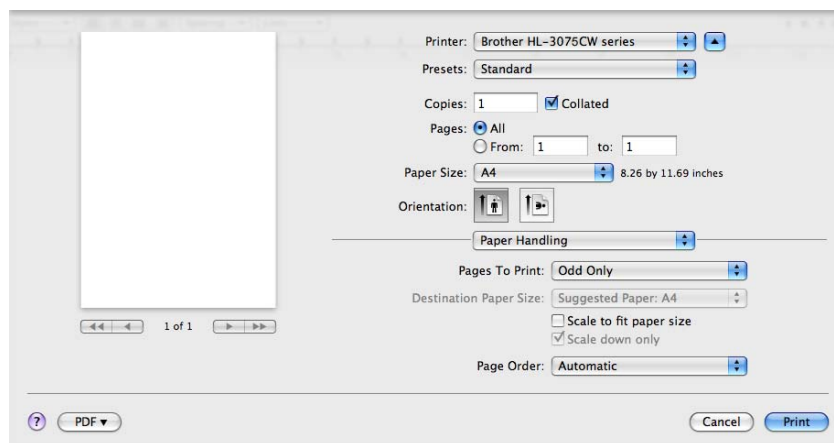 Printer: Brother HL-3075CW series
Presets: Standard
Copies: 1 Collated
Pages: All
From: 1 to: 1
Paper Size: A4 8.26 by 11.69 inches
Orientation:
Paper Handling
Pages To Print: Odd Only
Destination Paper Size: Suggested Paper: A4
Scale to fit paper size
Scale down only
Page Order: Automatic
1 of 1
? PDF ▾ Cancel Print